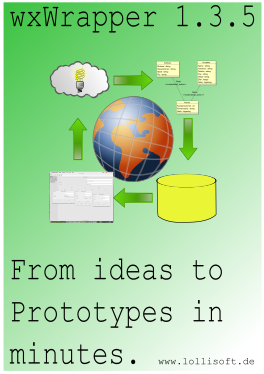 wxWrapper 1.3.5
From ideas to
Prototypes in
minutes.
www.lollisoft.de